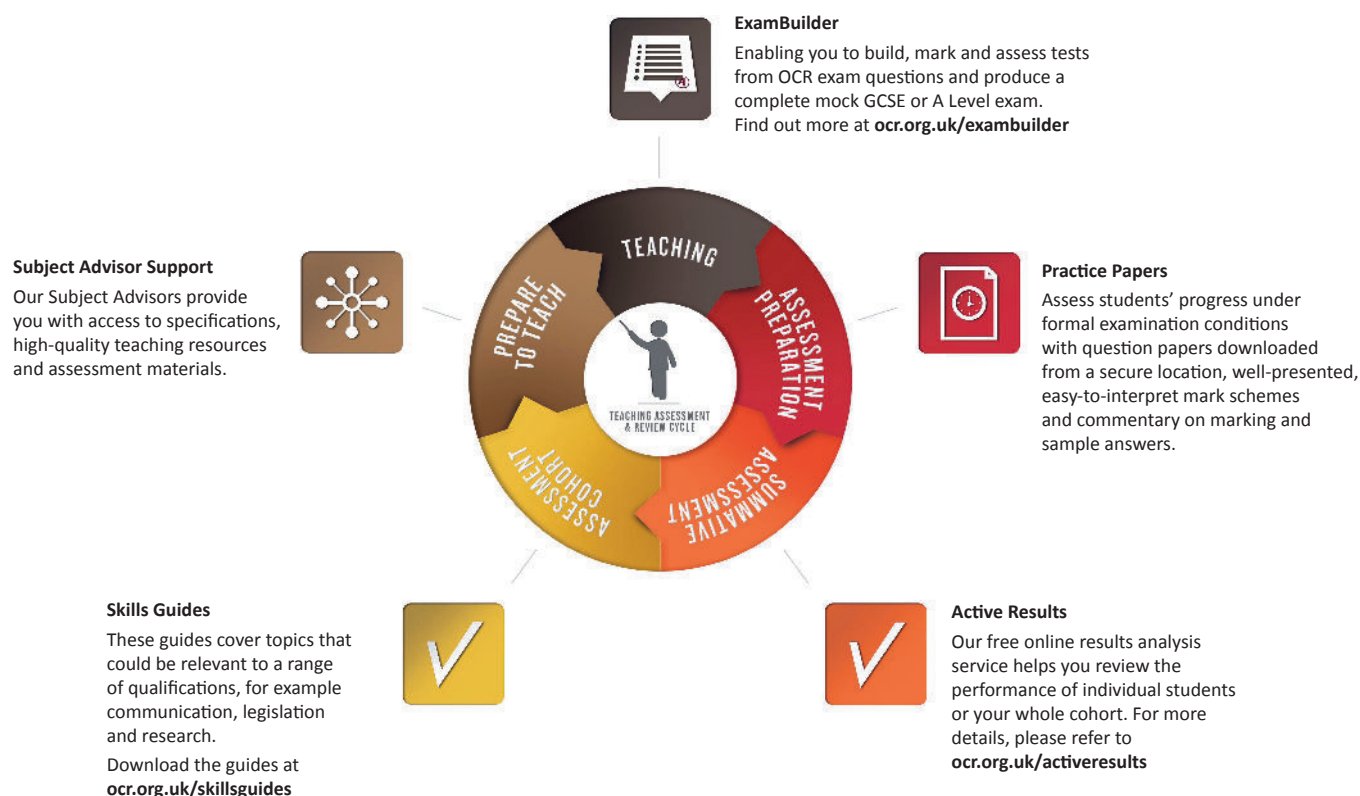 ExamBuilder
Enabling you to build, mark and assess tests
from OCR exam questions and produce a
complete mock GCSE or A Level exam.
Find out more at ocr.org.uk/exambuilder
Subject Advisor Support
Our Subject Advisors provide
you with access to specifications,
high-quality teaching resources
and assessment materials.
TEACHING
PREPARE
TO TEACH
ASSESSMENT
PREPARATION
TEACHING ASSESSMENT
& REVIEW CYCLE
ASSESSMENT
COHORT
SUMMATIVE
ASSESSMENT
Practice Papers
Assess students’ progress under
formal examination conditions
with question papers downloaded
from a secure location, well-presented,
easy-to-interpret mark schemes
and commentary on marking and
sample answers.
Skills Guides
These guides cover topics that
could be relevant to a range
of qualifications, for example
communication, legislation
and research.
Download the guides at
ocr.org.uk/skillsguides
Active Results
Our free online results analysis
service helps you review the
performance of individual students
or your whole cohort. For more
details, please refer to
ocr.org.uk/activeresults